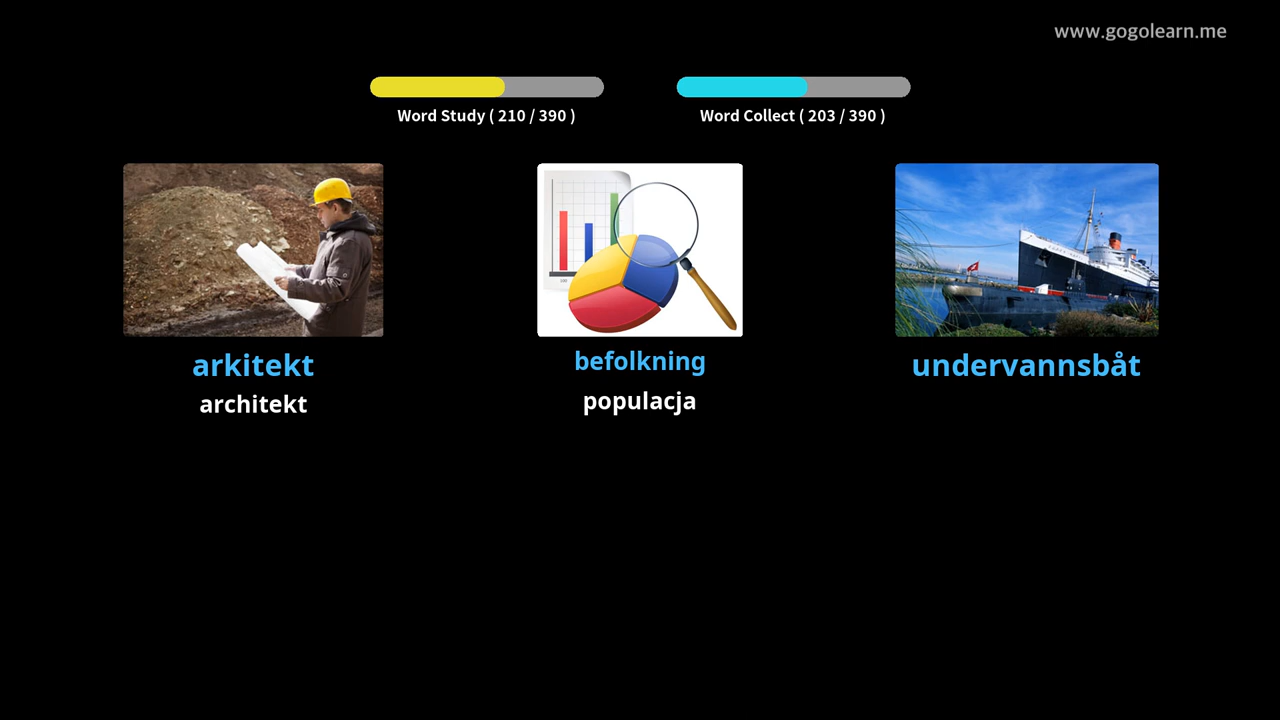 www.gogolearn.me
Word Study ( 210 / 390 )
Word Collect ( 203 / 390 )
arkitekt
architekt
befolkning
populacja
undervannsbåt